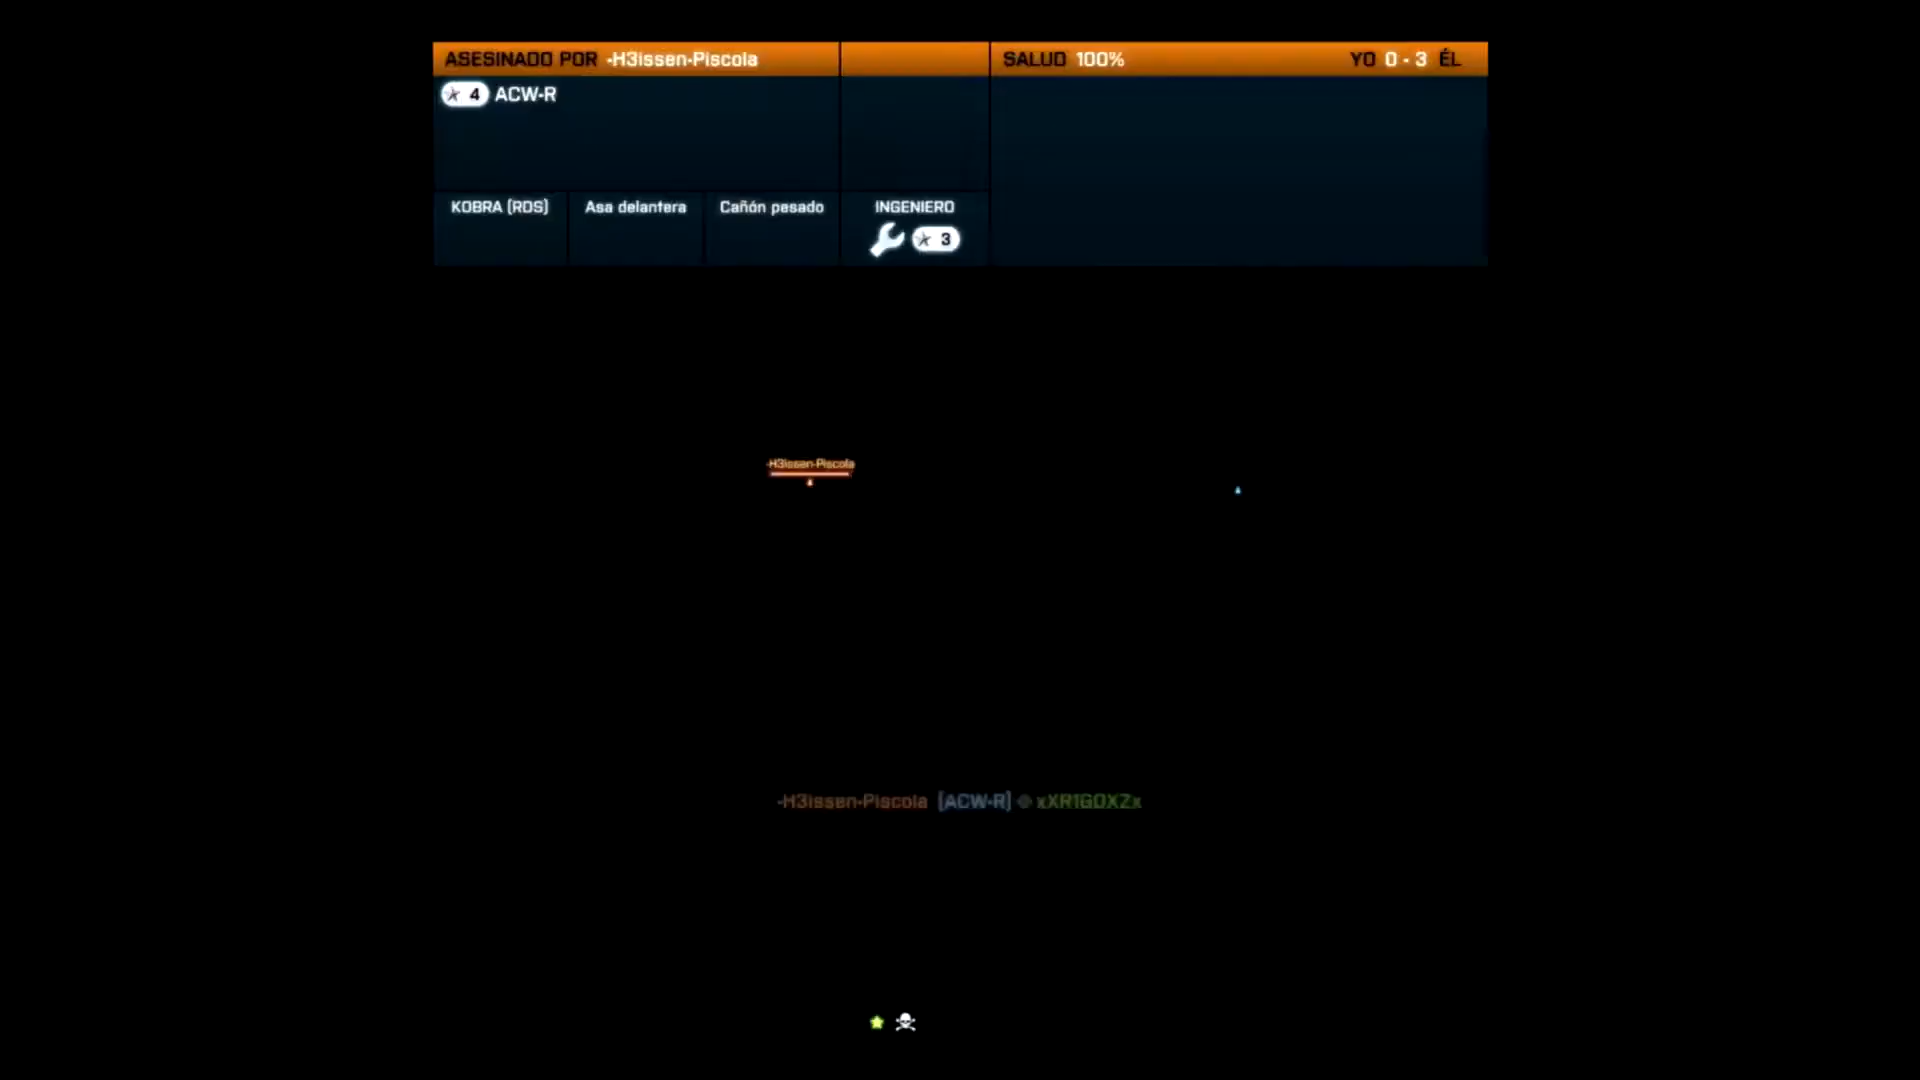 ASESINADO POR -H3issen-Piscola
SALUD 100%
YO 0 - 3 ÉL
4 ACW-R
KOBRA (RDS)
Asa delantera
Cañón pesado
INGENIERO
3
-H3issen-Piscola
-H3issen-Piscola [ACW-R] xXR1GOXZx